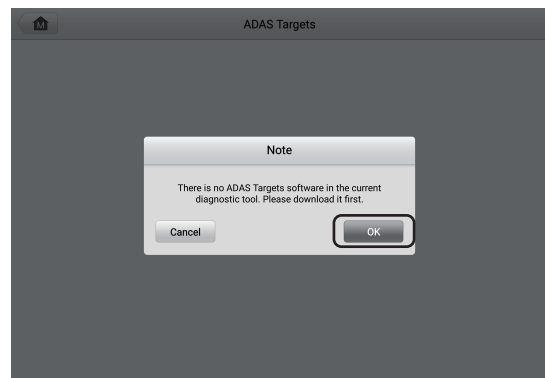 M
ADAS Targets
Note
There is no ADAS Targets software in the current
diagnostic tool. Please download it first.
Cancel
OK